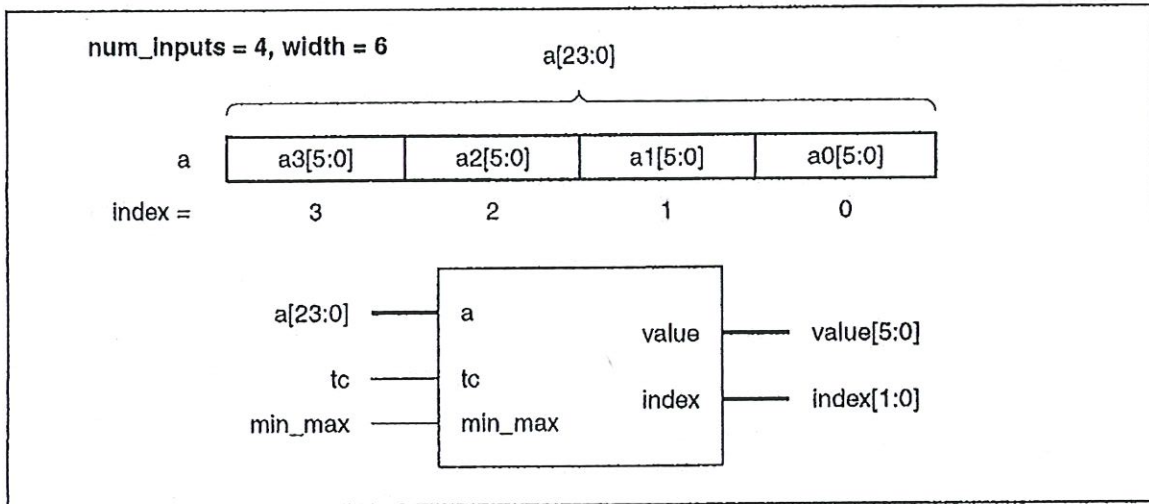 num_inputs = 4, width = 6
a[23:0]
a a3[5:0] a2[5:0] a1[5:0] a0[5:0]
index = 3 2 1 0
a[23:0] a
value value[5:0]
tc tc
index index[1:0]
min_max min_max